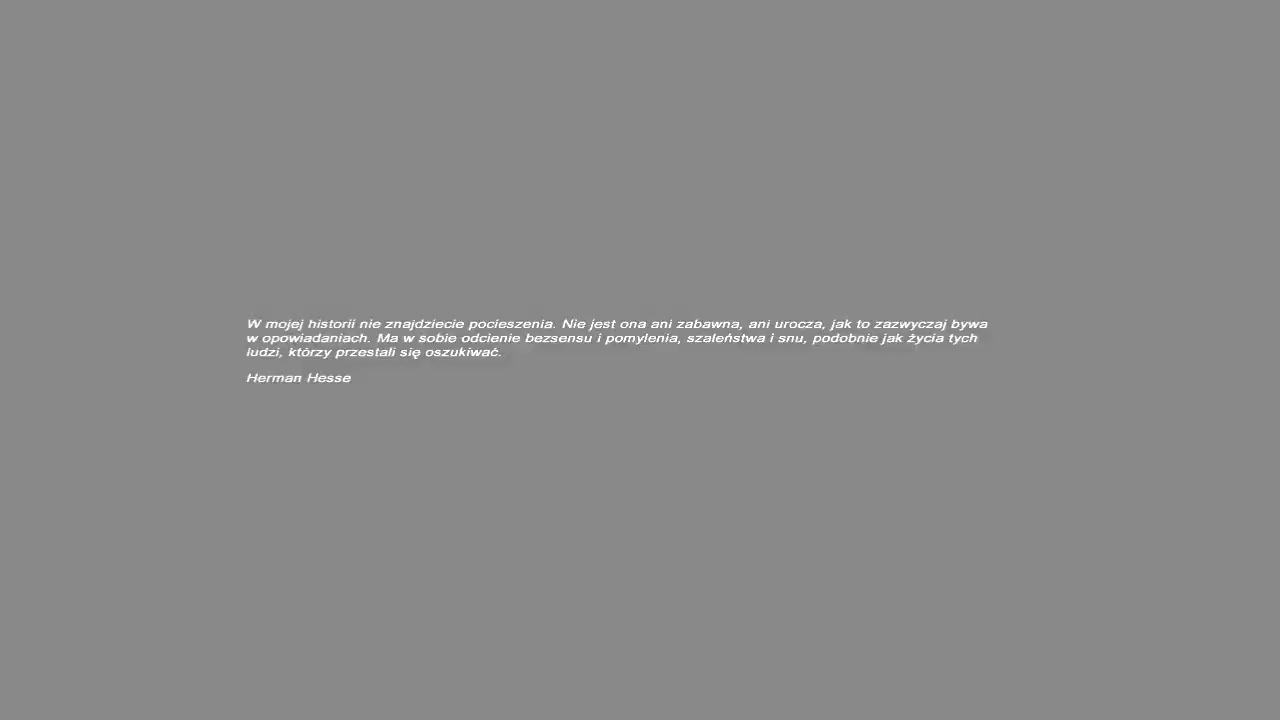 W mojej historii nie znajdziecie pocieszenia. Nie jest ona ani zabawna, ani urocza, jak to zazwyczaj bywa
w opowiadaniach. Ma w sobie odcienie bezsensu i pomylenia, szaleństwa i snu, podobnie jak życia tych
ludzi, którzy przestali się oszukiwać.
Herman Hesse